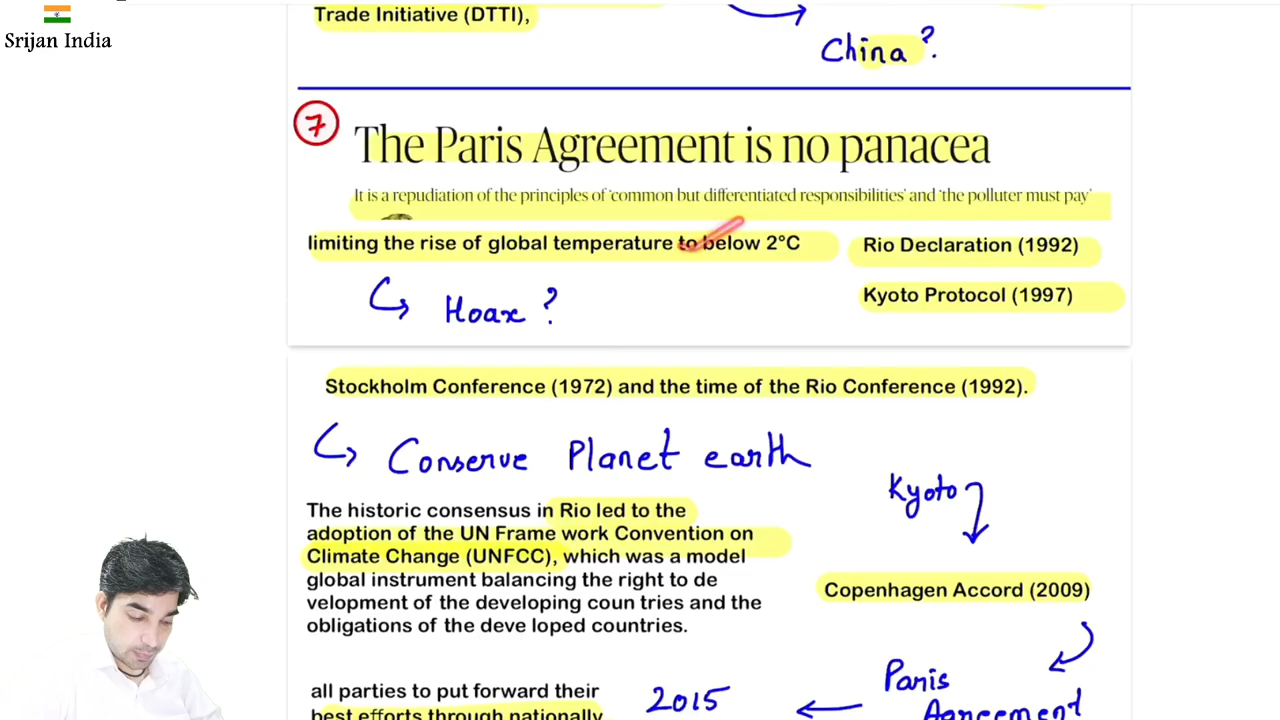 Srijan India
Trade Initiative (DTTI),
China?
7
The Paris Agreement is no panacea
It is a repudiation of the principles of 'common but differentiated responsibilities' and 'the polluter must pay'
limiting the rise of global temperature to below 2°C
Rio Declaration (1992)
Kyoto Protocol (1997)
Hoax ?
Stockholm Conference (1972) and the time of the Rio Conference (1992).
Conserve Planet earth
Kyoto
The historic consensus in Rio led to the
adoption of the UN Frame work Convention on
Climate Change (UNFCC), which was a model
global instrument balancing the right to de
velopment of the developing coun tries and the
obligations of the deve loped countries.
Copenhagen Accord (2009)
all parties to put forward their
best efforts through nationally
2015
Paris
Agreement